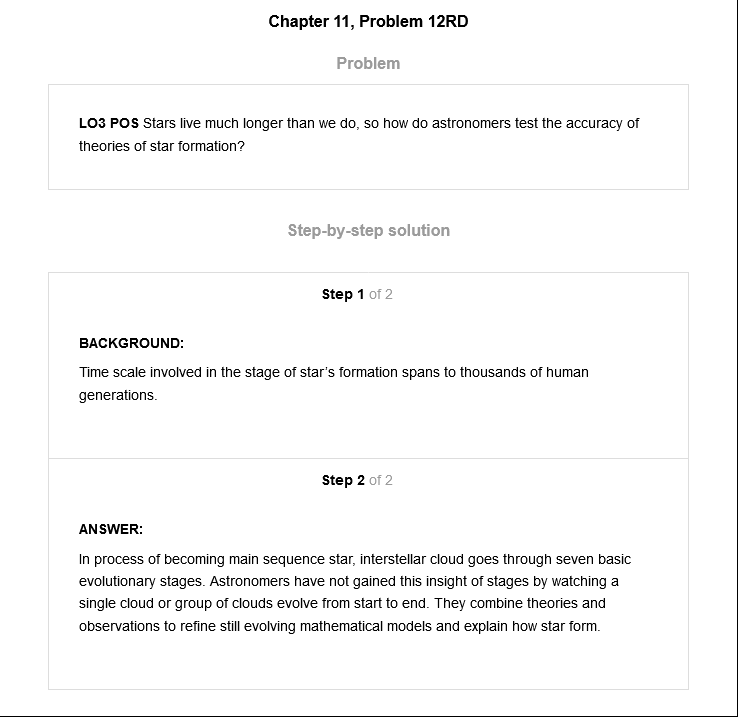 Chapter 11, Problem 12RD
Problem
LO3 POS Stars live much longer than we do, so how do astronomers test the accuracy of
theories of star formation?
Step-by-step solution
Step 1 of 2
BACKGROUND:
Time scale involved in the stage of star’s formation spans to thousands of human
generations.
Step 2 of 2
ANSWER:
In process of becoming main sequence star, interstellar cloud goes through seven basic
evolutionary stages. Astronomers have not gained this insight of stages by watching a
single cloud or group of clouds evolve from start to end. They combine theories and
observations to refine still evolving mathematical models and explain how star form.